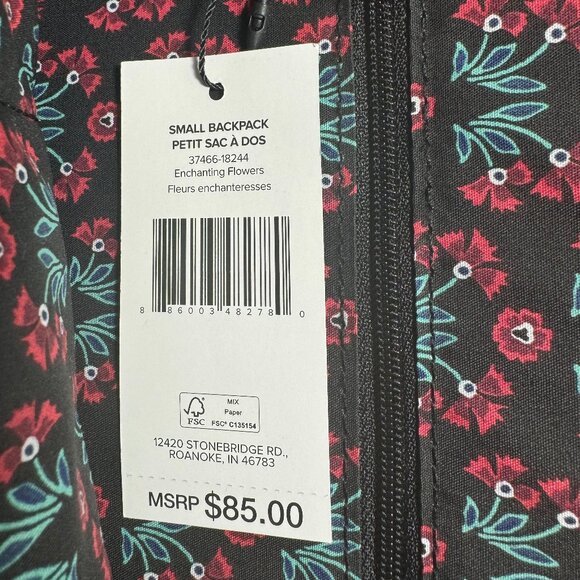 SMALL BACKPACK
PETIT SAC À DOS
37466-18244
Enchanting Flowers
Fleurs enchanteresses
8 86003 48278 0
FSC
MIX
Paper
FSC® C135154
12420 STONEBRIDGE RD.,
ROANOKE, IN 46783
MSRP $85.00